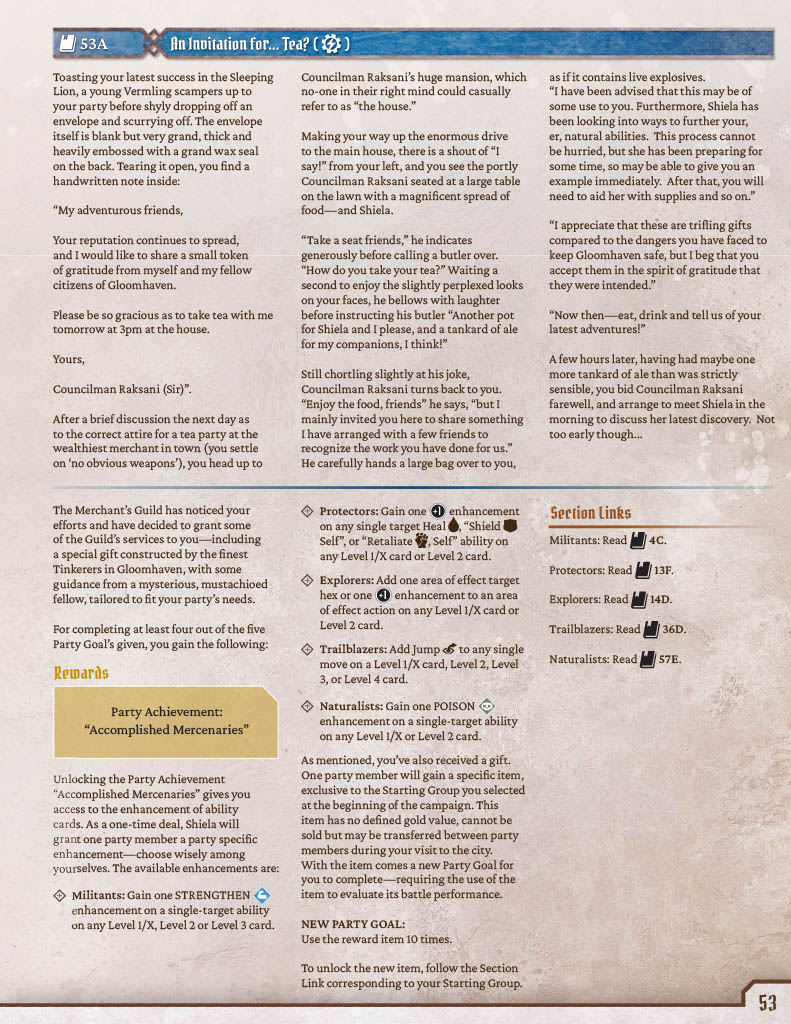 53A
An Invitation for... Tea? ( )
Toasting your latest success in the Sleeping
Lion, a young Vermling scampers up to
your party before shyly dropping off an
envelope and scurrying off. The envelope
itself is blank but very grand, thick and
heavily embossed with a grand wax seal
on the back. Tearing it open, you find a
handwritten note inside:
“My adventurous friends,
Your reputation continues to spread,
and I would like to share a small token
of gratitude from myself and my fellow
citizens of Gloomhaven.
Please be so gracious as to take tea with me
tomorrow at 3pm at the house.
Yours,
Councilman Raksani (Sir)”.
After a brief discussion the next day as
to the correct attire for a tea party at the
wealthiest merchant in town (you settle
on ‘no obvious weapons’), you head up to
Councilman Raksani’s huge mansion, which
no-one in their right mind could casually
refer to as “the house.”
Making your way up the enormous drive
to the main house, there is a shout of “I
say!” from your left, and you see the portly
Councilman Raksani seated at a large table
on the lawn with a magnificent spread of
food—and Shiela.
“Take a seat friends,” he indicates
generously before calling a butler over.
“How do you take your tea?” Waiting a
second to enjoy the slightly perplexed looks
on your faces, he bellows with laughter
before instructing his butler “Another pot
for Shiela and I please, and a tankard of ale
for my companions, I think!”
Still chortling slightly at his joke,
Councilman Raksani turns back to you.
“Enjoy the food, friends” he says, “but I
mainly invited you here to share something
I have arranged with a few friends to
recognize the work you have done for us.”
He carefully hands a large bag over to you,
as if it contains live explosives.
“I have been advised that this may be of
some use to you. Furthermore, Shiela has
been looking into ways to further your,
er, natural abilities. This process cannot
be hurried, but she has been preparing for
some time, so may be able to give you an
example immediately. After that, you will
need to aid her with supplies and so on.”
“I appreciate that these are trifling gifts
compared to the dangers you have faced to
keep Gloomhaven safe, but I beg that you
accept them in the spirit of gratitude that
they were intended.”
“Now then—eat, drink and tell us of your
latest adventures!”
A few hours later, having had maybe one
more tankard of ale than was strictly
sensible, you bid Councilman Raksani
farewell, and arrange to meet Shiela in the
morning to discuss her latest discovery. Not
too early though...
The Merchant’s Guild has noticed your
efforts and have decided to grant some
of the Guild’s services to you—including
a special gift constructed by the finest
Tinkerers in Gloomhaven, with some
guidance from a mysterious, mustachioed
fellow, tailored to fit your party’s needs.
For completing at least four out of the five
Party Goal’s given, you gain the following:
Rewards
Party Achievement:
“Accomplished Mercenaries”
Unlocking the Party Achievement
“Accomplished Mercenaries” gives you
access to the enhancement of ability
cards. As a one-time deal, Shiela will
grant one party member a party specific
enhancement—choose wisely among
yourselves. The available enhancements are:
Militants: Gain one STRENGTHEN
enhancement on a single-target ability
on any Level 1/X, Level 2 or Level 3 card.
Protectors: Gain one +1 enhancement
on any single target Heal , “Shield
Self”, or “Retaliate , Self” ability on
any Level 1/X card or Level 2 card.
Explorers: Add one area of effect target
hex or one +1 enhancement to an area
of effect action on any Level 1/X card or
Level 2 card.
Trailblazers: Add Jump to any single
move on a Level 1/X card, Level 2, Level
3, or Level 4 card.
Naturalists: Gain one POISON
enhancement on a single-target ability
on any Level 1/X or Level 2 card.
As mentioned, you’ve also received a gift.
One party member will gain a specific item,
exclusive to the Starting Group you selected
at the beginning of the campaign. This
item has no defined gold value, cannot be
sold but may be transferred between party
members during your visit to the city.
With the item comes a new Party Goal for
you to complete—requiring the use of the
item to evaluate its battle performance.
NEW PARTY GOAL:
Use the reward item 10 times.
To unlock the new item, follow the Section
Link corresponding to your Starting Group.
Section Links
Militants: Read 4C.
Protectors: Read 13F.
Explorers: Read 14D.
Trailblazers: Read 36D.
Naturalists: Read 57E.
53